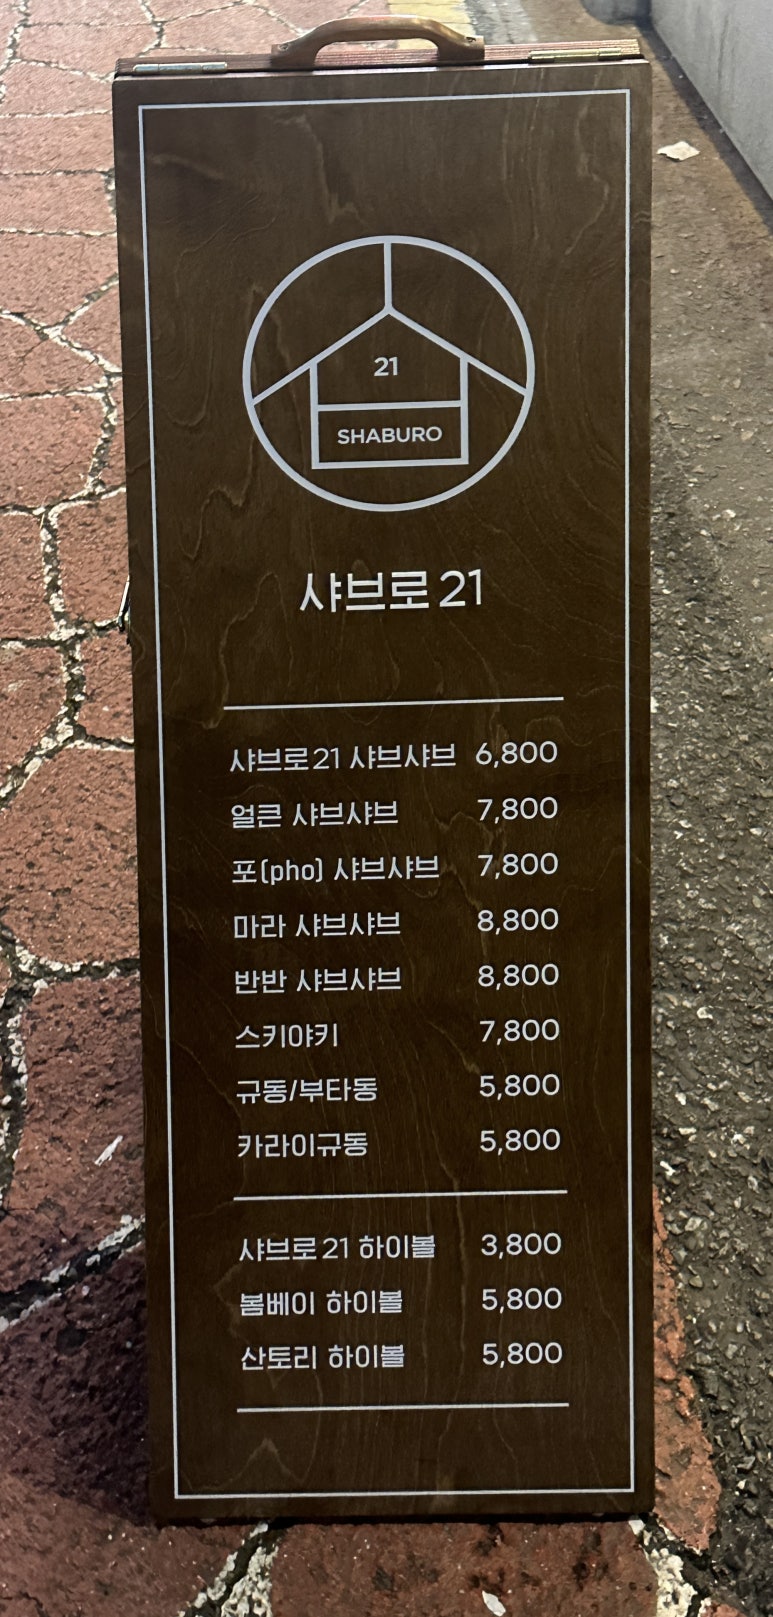 21
SHABURO
샤브로21
샤브로21 샤브샤브 6,800
얼큰 샤브샤브 7,800
포(pho) 샤브샤브 7,800
마라 샤브샤브 8,800
반반 샤브샤브 8,800
스키야키 7,800
규동/부타동 5,800
카라이규동 5,800
샤브로21 하이볼 3,800
봄베이 하이볼 5,800
산토리 하이볼 5,800